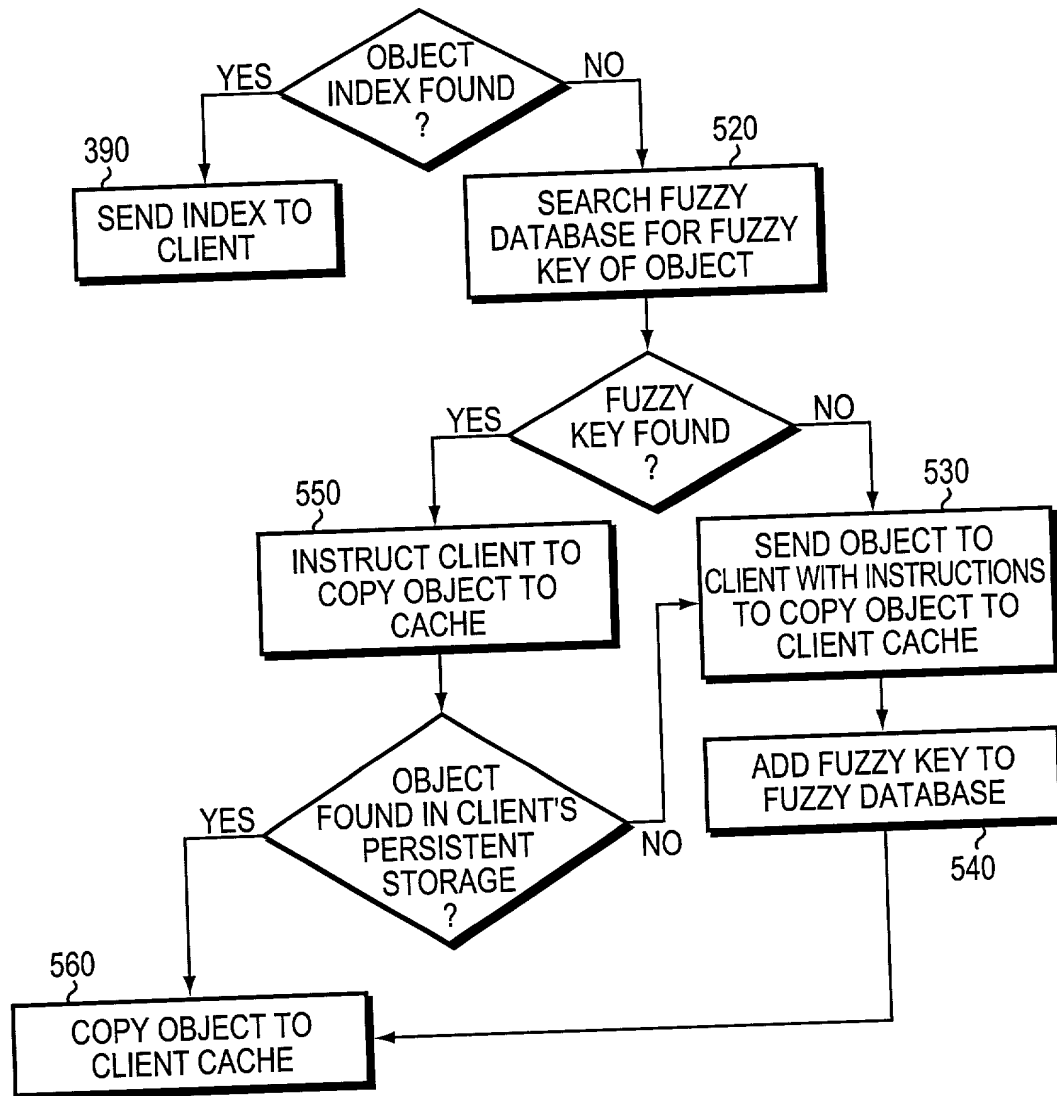 OBJECT
INDEX FOUND
?
YES
NO
390
SEND INDEX TO
CLIENT
520
SEARCH FUZZY
DATABASE FOR FUZZY
KEY OF OBJECT
FUZZY
KEY FOUND
?
YES
NO
550
INSTRUCT CLIENT TO
COPY OBJECT TO
CACHE
530
SEND OBJECT TO
CLIENT WITH INSTRUCTIONS
TO COPY OBJECT TO
CLIENT CACHE
OBJECT
FOUND IN CLIENT'S
PERSISTENT
STORAGE
?
YES
NO
ADD FUZZY KEY TO
FUZZY DATABASE
540
560
COPY OBJECT TO
CLIENT CACHE